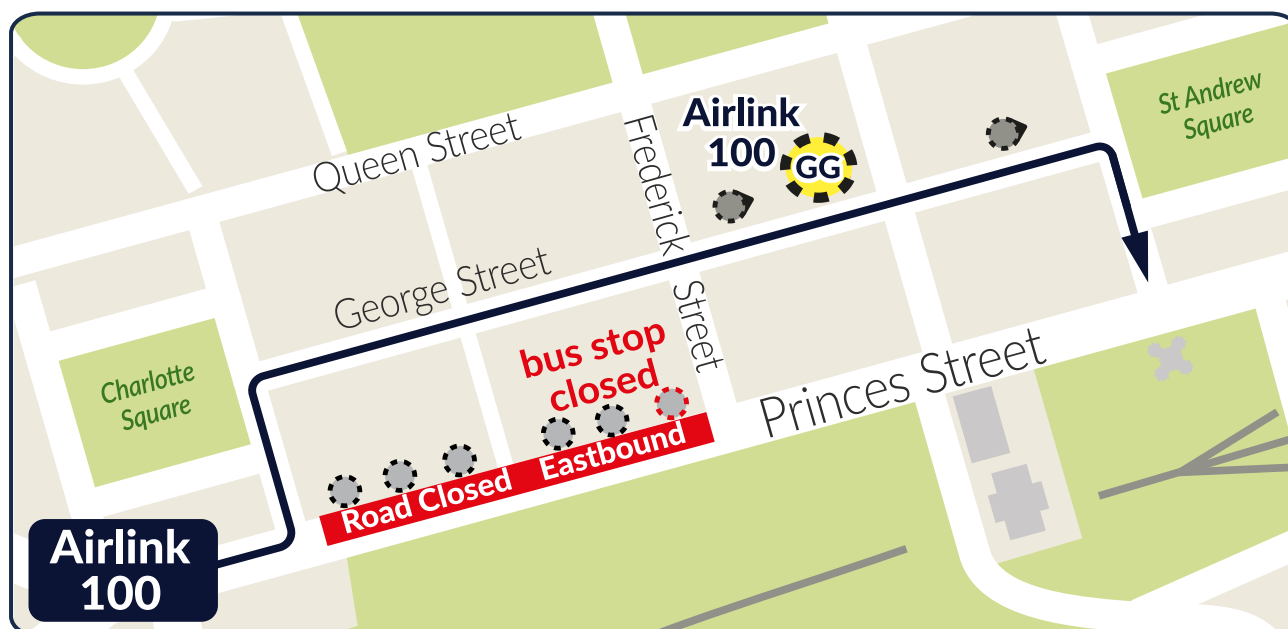 St Andrew
Square
Airlink
100
GG
Queen Street
Frederick
Street
George Street
bus stop
closed
Charlotte
Square
Princes Street
Eastbound
Road Closed
Airlink
100